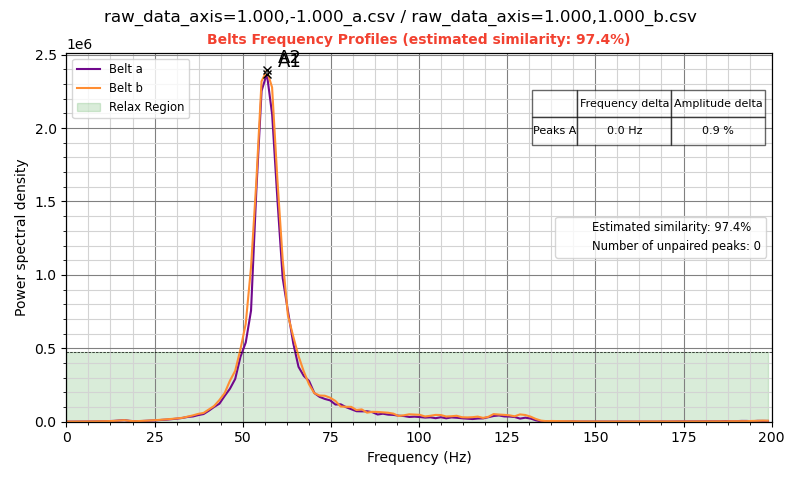 raw_data_axis=1.000,-1.000_a.csv / raw_data_axis=1.000,1.000_b.csv
Belts Frequency Profiles (estimated similarity: 97.4%)
1e6
2.5
2.0
1.5
1.0
0.5
0.0
Power spectral density
Belt a
Belt b
Relax Region
A2
A1
Frequency delta Amplitude delta
Peaks A 0.0 Hz 0.9 %
Estimated similarity: 97.4%
Number of unpaired peaks: 0
0 25 50 75 100 125 150 175 200
Frequency (Hz)